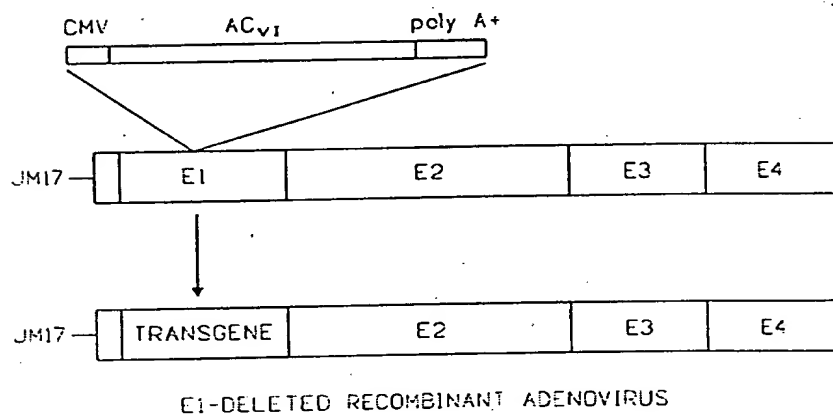 CMV ACVI poly A+
JM17 E1 E2 E3 E4
JM17 TRANSGENE E2 E3 E4
E1-DELETED RECOMBINANT ADENOVIRUS